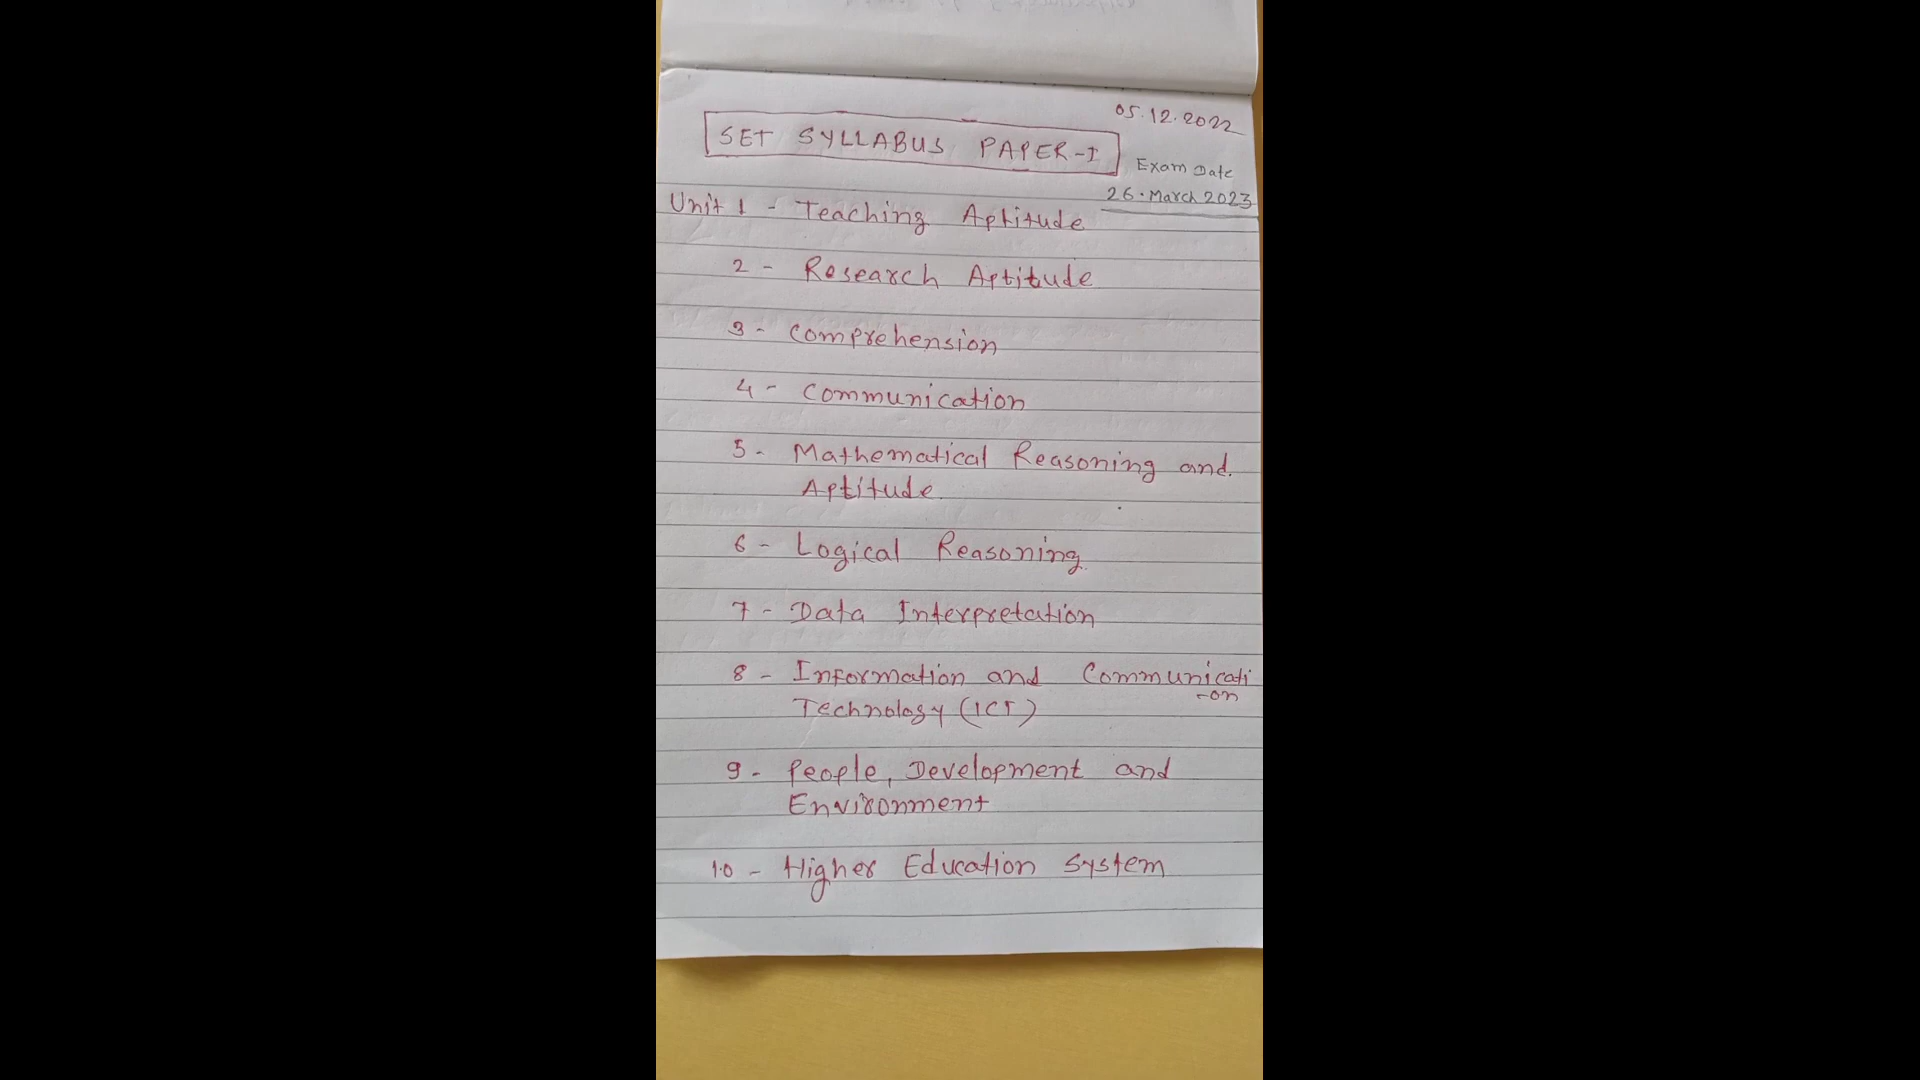 05.12.2022
SET SYLLABUS PAPER-I
Exam Date
26. March 2023
Unit 1 - Teaching Aptitude
2 - Research Aptitude
3 - Comprehension
4 - Communication
5 - Mathematical Reasoning and
Aptitude
6 - Logical Reasoning
7 - Data Interpretation
8 - Information and Communicati
-on
Technology (ICT)
9 - People, Development and
Environment
10 - Higher Education System